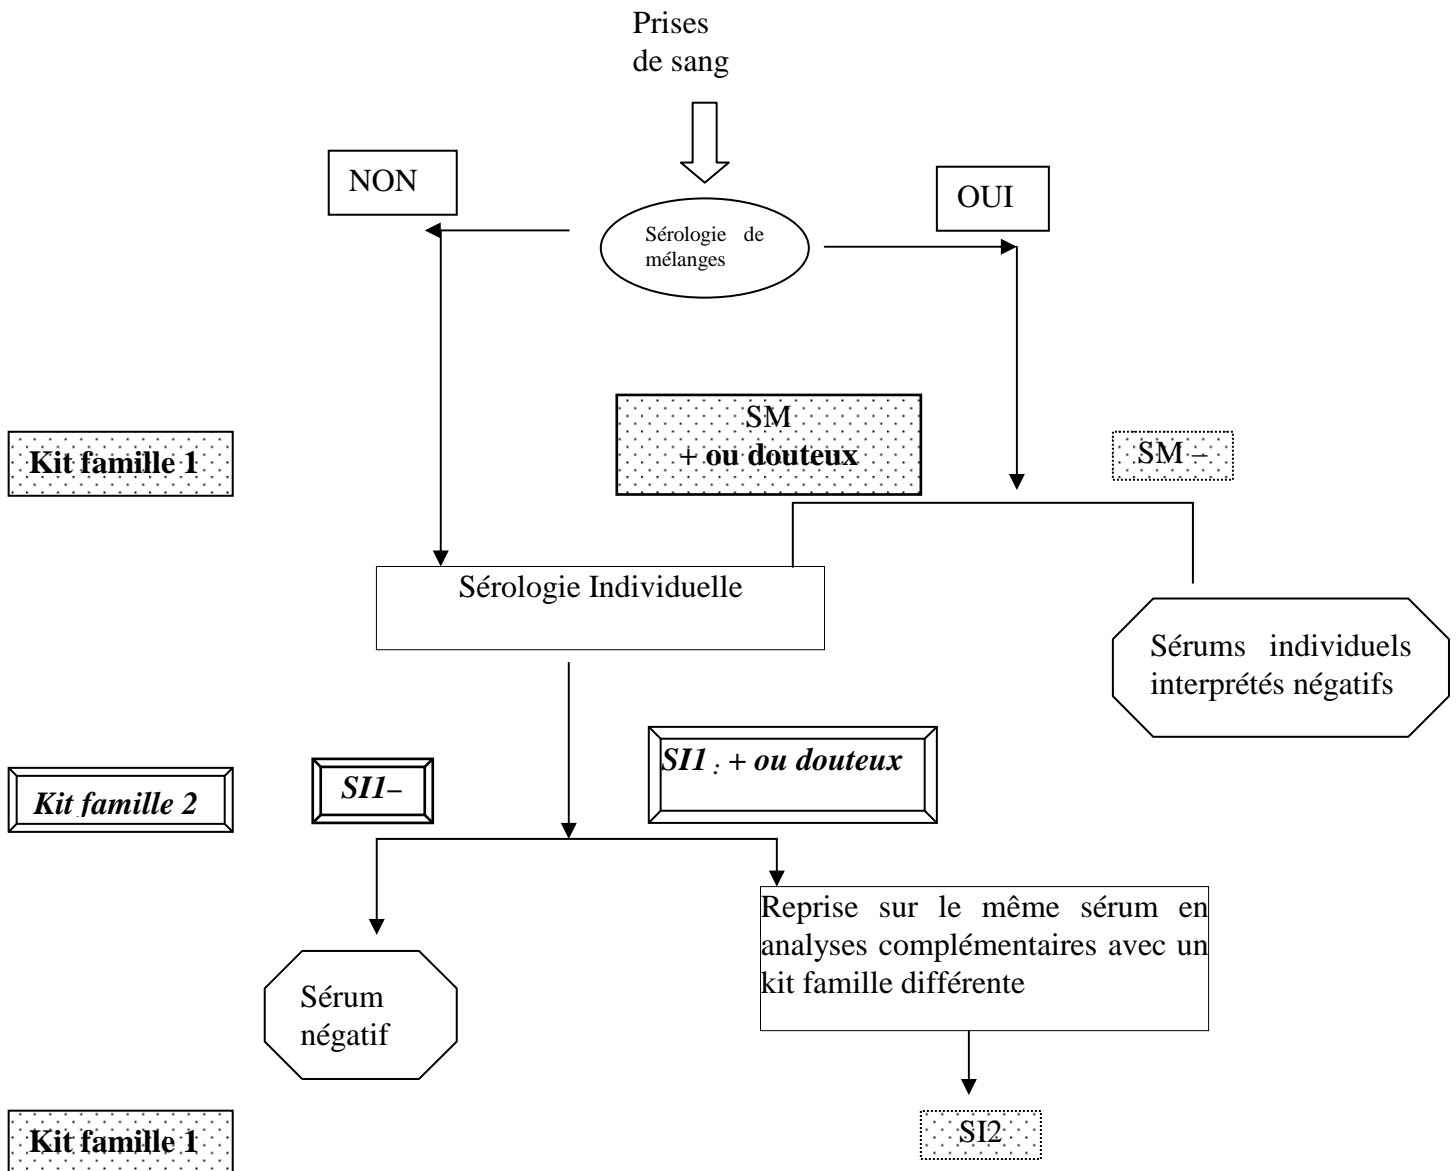 Prises
de sang
NON
OUI
Sérologie de
mélanges
SM
+ ou douteux
SM –
Kit famille 1
Sérologie Individuelle
Sérums individuels
interprétés négatifs
SI1 : + ou douteux
SI1–
Kit famille 2
Reprise sur le même sérum en
analyses complémentaires avec un
kit famille différente
Sérum
négatif
Kit famille 1
SI2